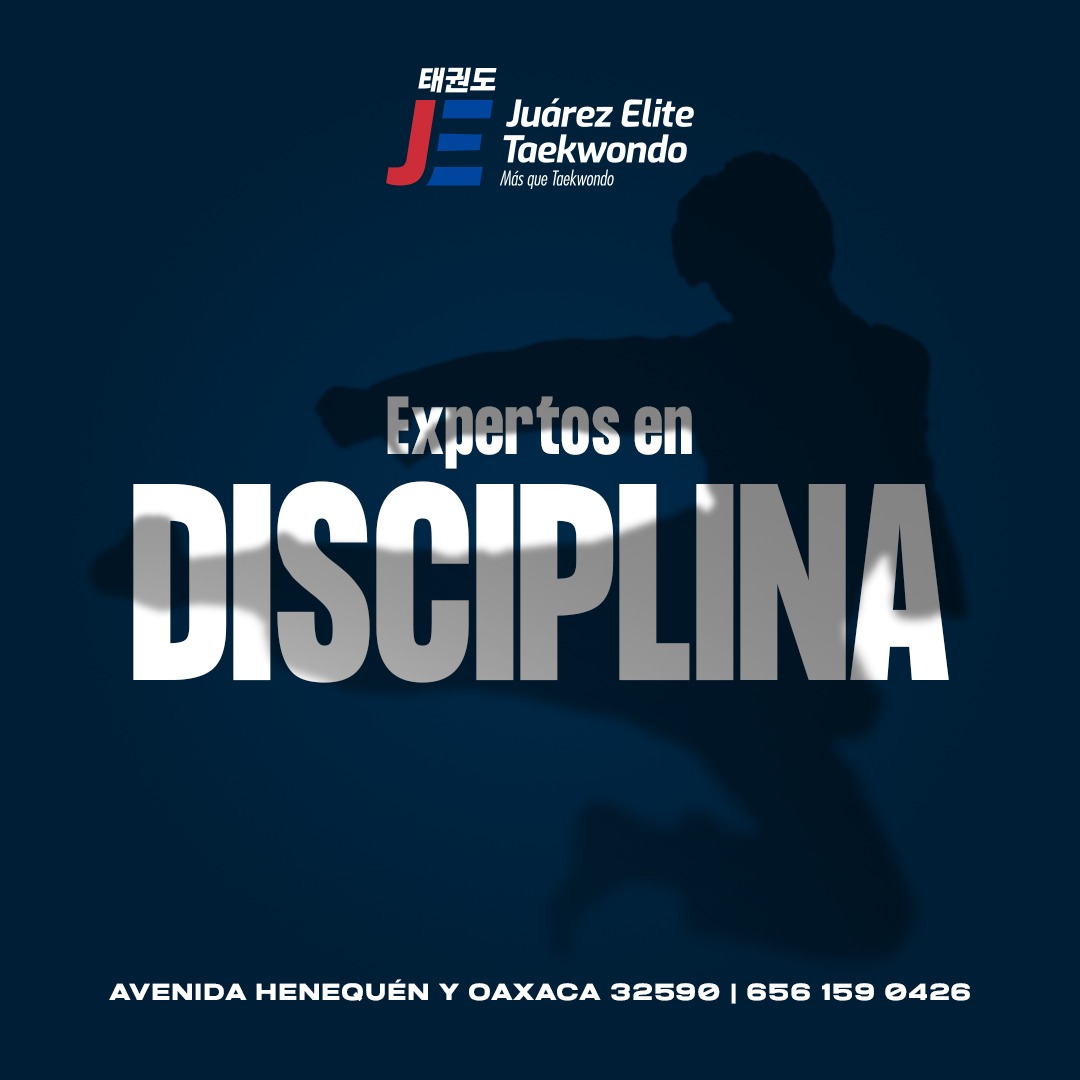 태권도
JE
Juárez Elite
Taekwondo
Más que Taekwondo
Expertos en
DISCIPLINA
AVENIDA HENEQUÉN Y OAXACA 32590 | 656 159 0426